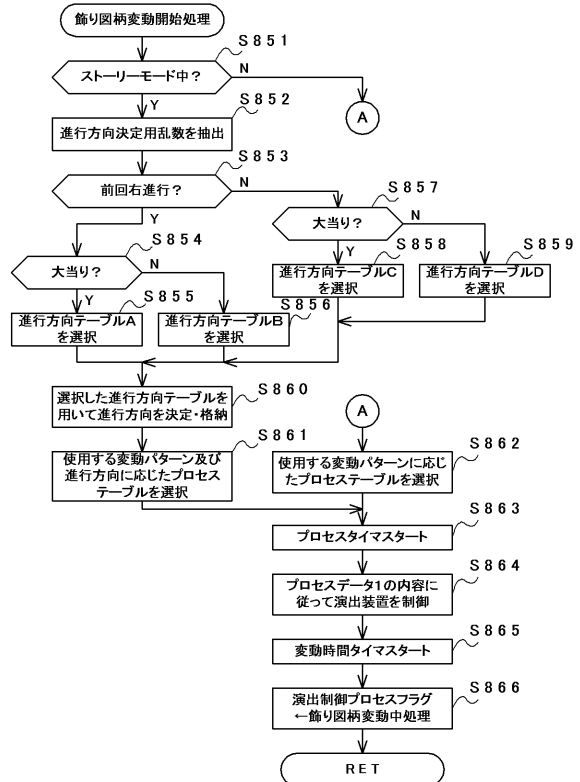 飾り図柄変動開始処理
S851
ストーリーモード中？
N
Y
A
S852
進行方向決定用乱数を抽出
S853
前回右進行？
N
Y
S857
大当り？
N
Y
S854
大当り？
N
Y
S858
進行方向テーブルC
を選択
S859
進行方向テーブルD
を選択
S855
進行方向テーブルA
を選択
S856
進行方向テーブルB
を選択
S860
選択した進行方向テーブルを
用いて進行方向を決定・格納
A
S861
使用する変動パターン及び
進行方向に応じたプロセス
テーブルを選択
S862
使用する変動パターンに応じ
たプロセステーブルを選択
S863
プロセスタイマスタート
S864
プロセスデータ1の内容に
従って演出装置を制御
S865
変動時間タイマスタート
S866
演出制御プロセスフラグ
←飾り図柄変動中処理
RET